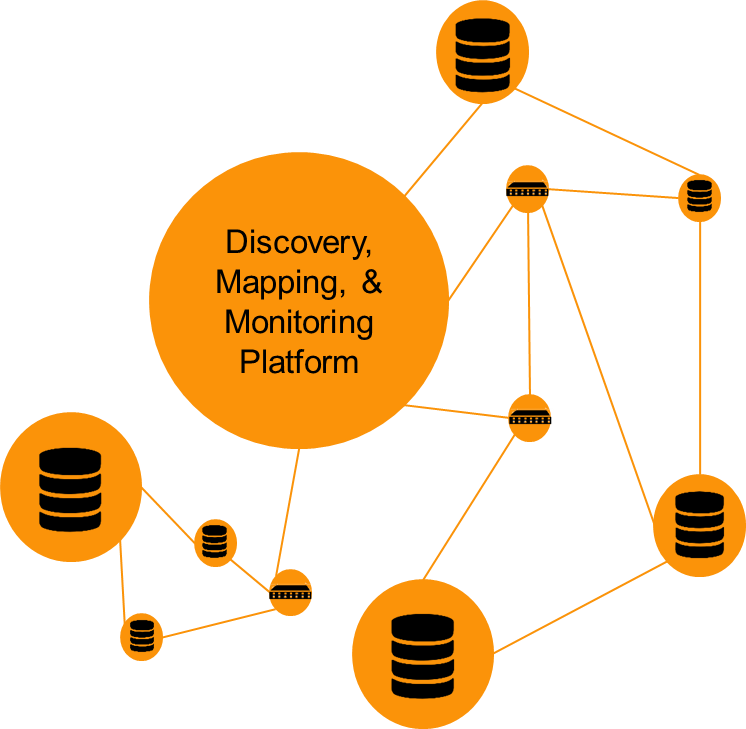 Discovery,
Mapping, &
Monitoring
Platform